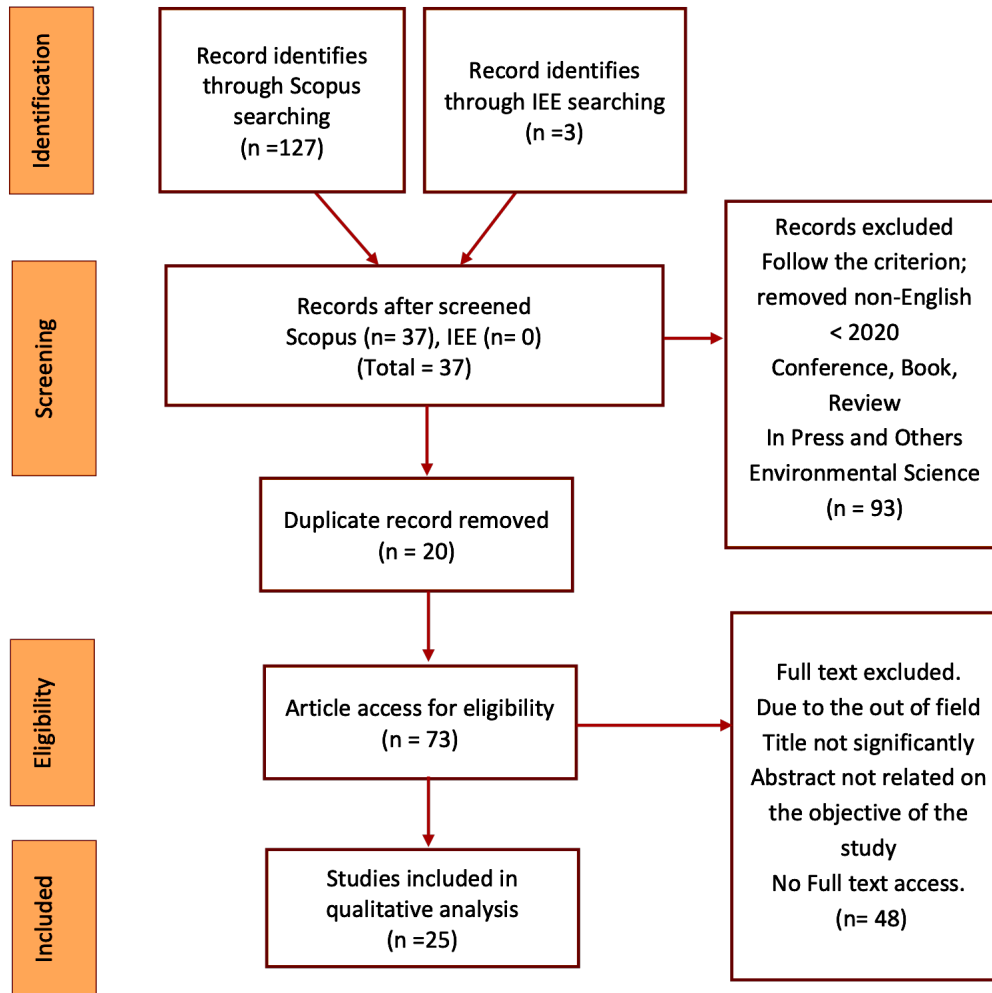 Identification
Record identifies
through Scopus
searching
(n =127)
Record identifies
through IEE searching
(n =3)
Screening
Records after screened
Scopus (n= 37), IEE (n= 0)
(Total = 37)
Records excluded
Follow the criterion;
removed non-English
< 2020
Conference, Book,
Review
In Press and Others
Environmental Science
(n = 93)
Duplicate record removed
(n = 20)
Eligibility
Article access for eligibility
(n = 73)
Full text excluded.
Due to the out of field
Title not significantly
Abstract not related on
the objective of the
study
No Full text access.
(n= 48)
Included
Studies included in
qualitative analysis
(n =25)